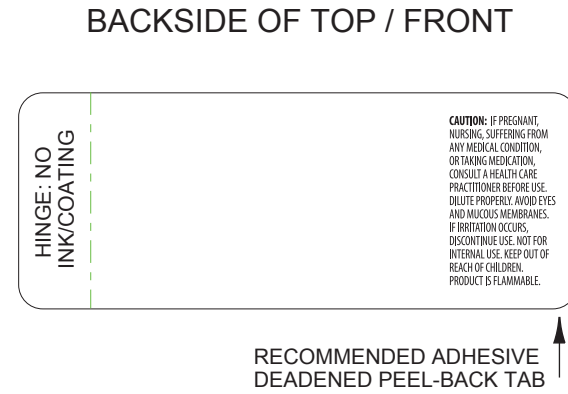 BACKSIDE OF TOP / FRONT
HINGE: NO
INK/COATING
CAUTION: IF PREGNANT,
NURSING, SUFFERING FROM
ANY MEDICAL CONDITION,
OR TAKING MEDICATION,
CONSULT A HEALTH CARE
PRACTITIONER BEFORE USE.
DILUTE PROPERLY. AVOID EYES
AND MUCOUS MEMBRANES.
IF IRRITATION OCCURS,
DISCONTINUE USE. NOT FOR
INTERNAL USE. KEEP OUT OF
REACH OF CHILDREN.
PRODUCT IS FLAMMABLE.
RECOMMENDED ADHESIVE
DEADENED PEEL-BACK TAB